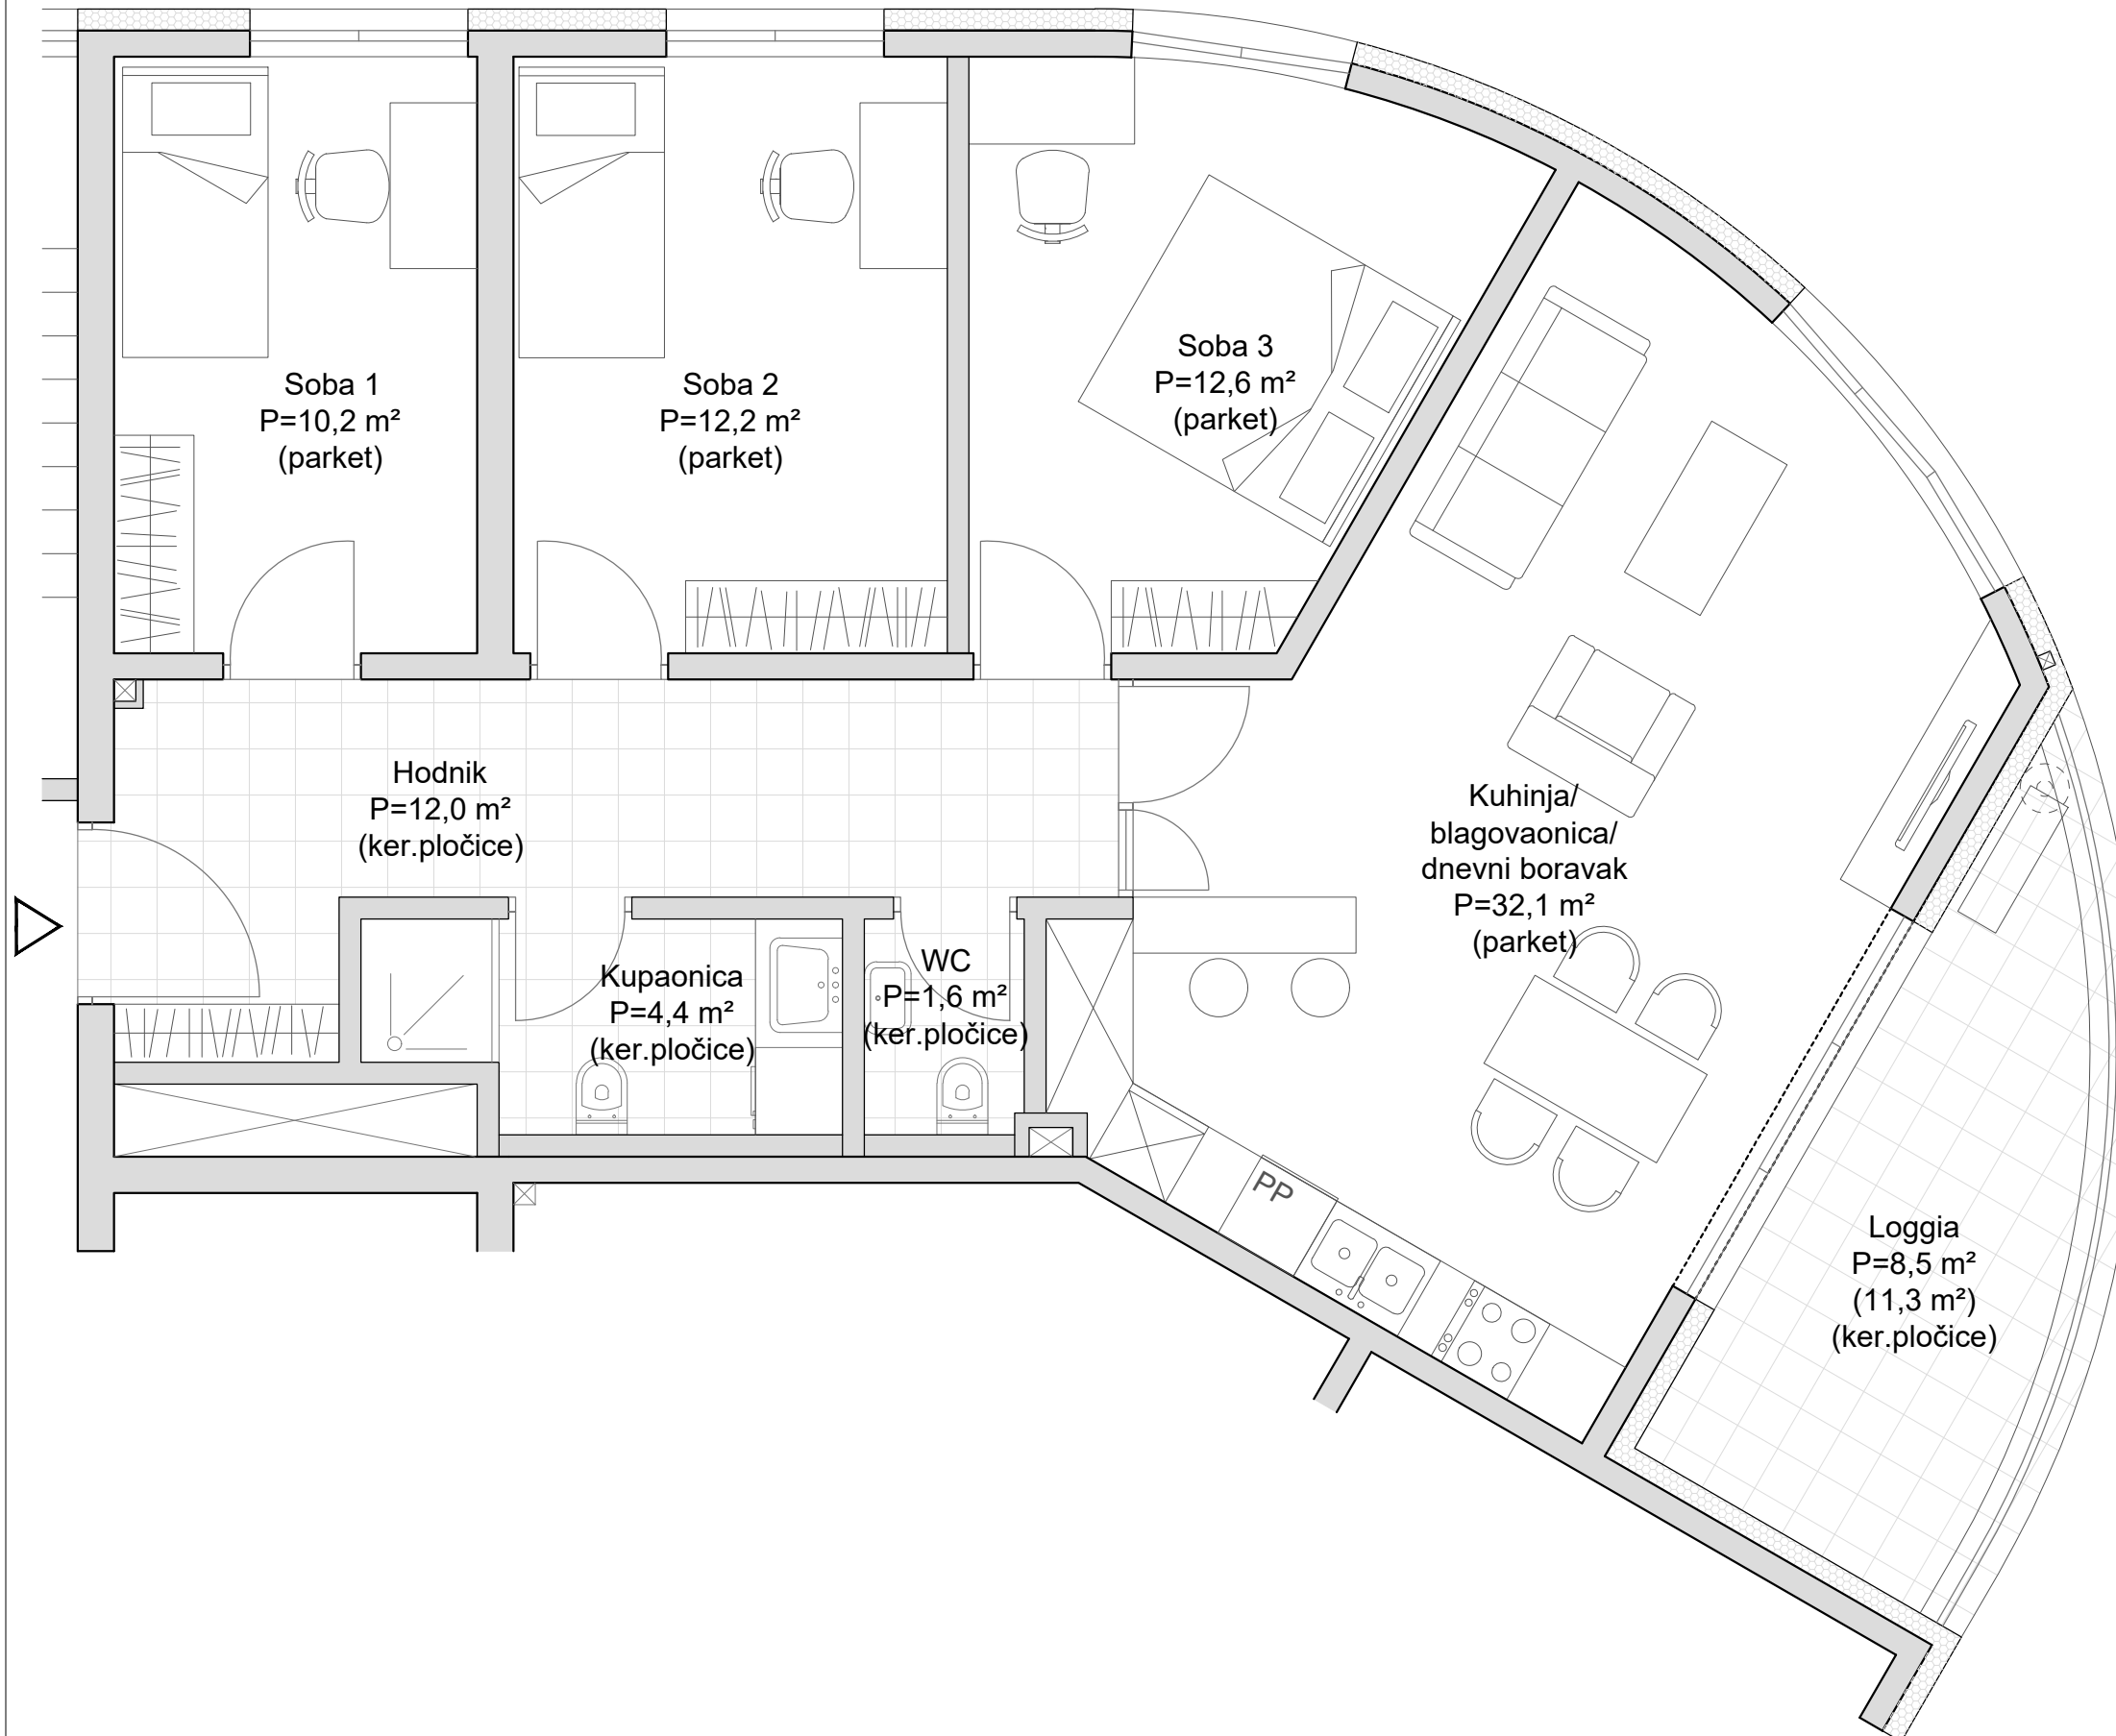 Soba 1
P=10,2 m²
(parket)
Soba 2
P=12,2 m²
(parket)
Soba 3
P=12,6 m²
(parket)
Hodnik
P=12,0 m²
(ker.pločice)
Kuhinja/
blagovaonica/
dnevni boravak
P=32,1 m²
(parket)
Kupaonica
P=4,4 m²
(ker.pločice)
WC
P=1,6 m²
(ker.pločice)
PP
Loggia
P=8,5 m²
(11,3 m²)
(ker.pločice)